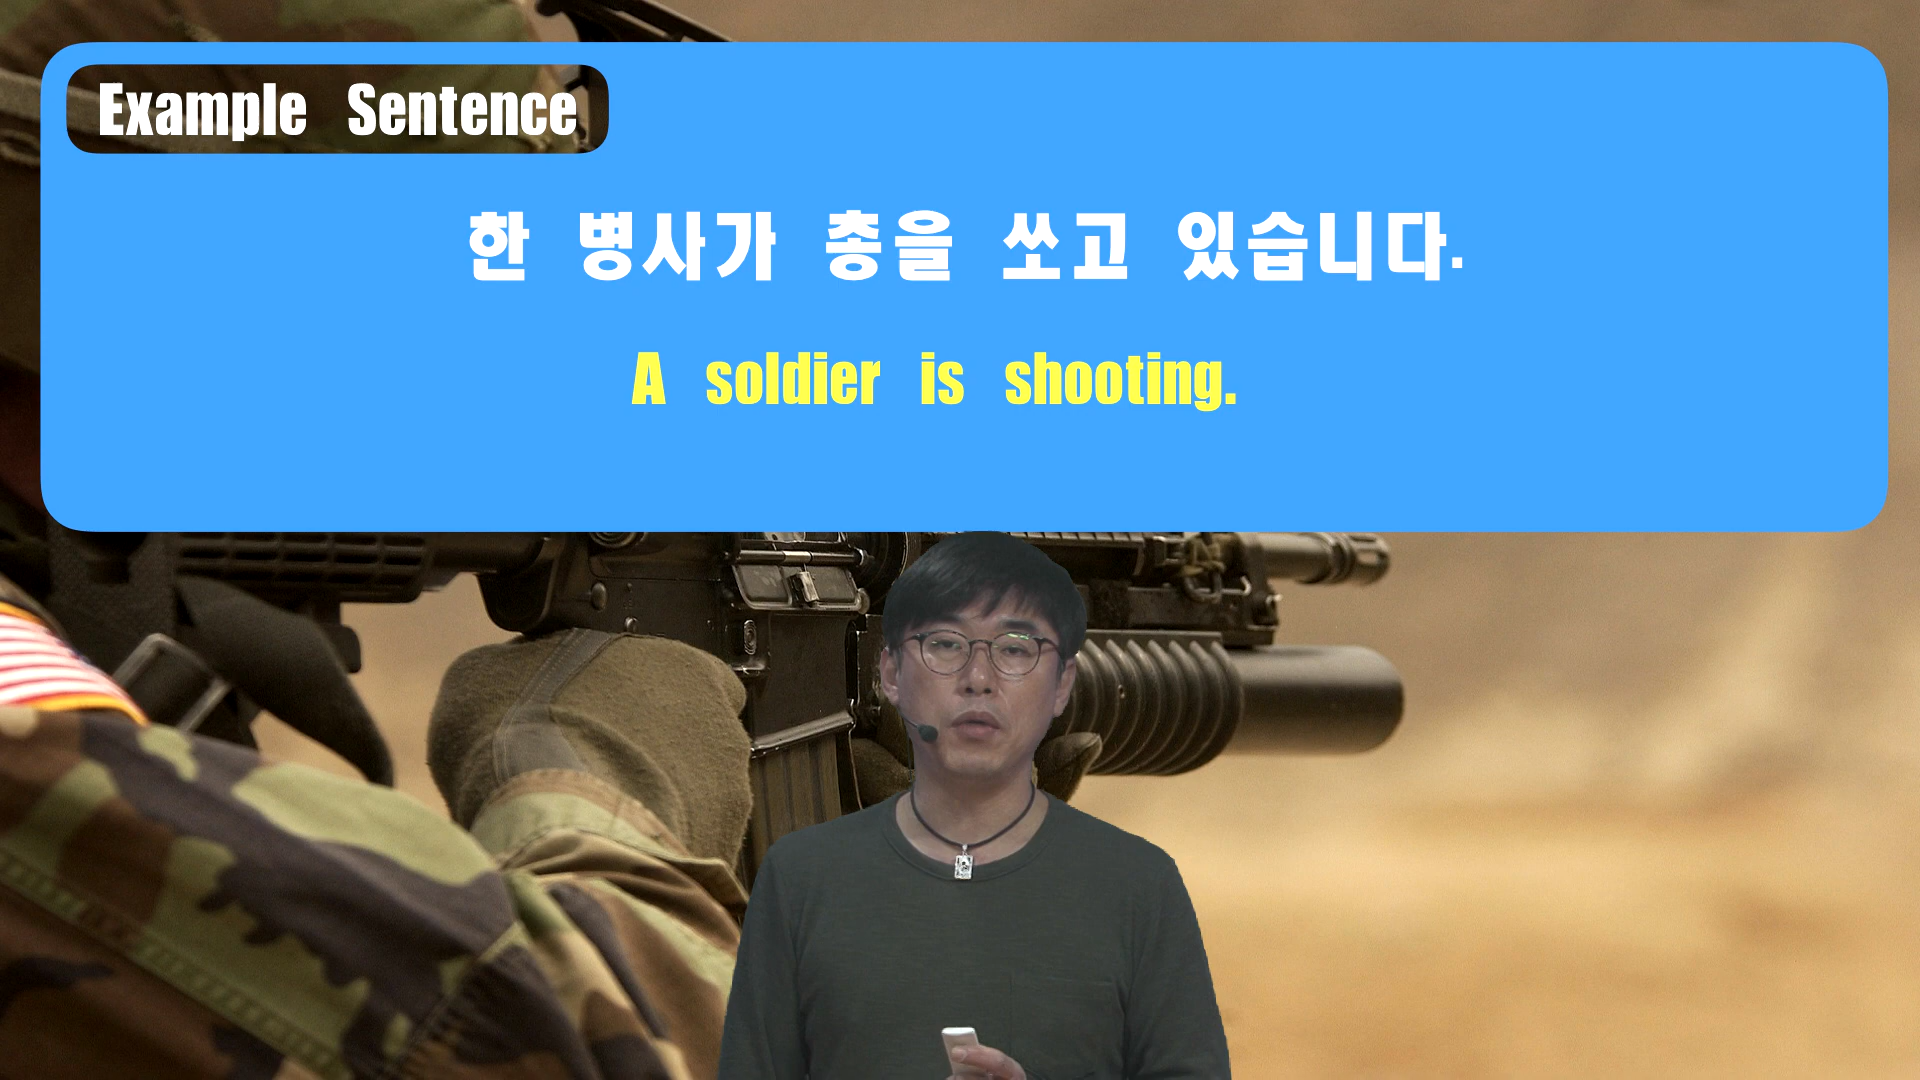 Example Sentence
한 병사가 총을 쏘고 있습니다.
A soldier is shooting.